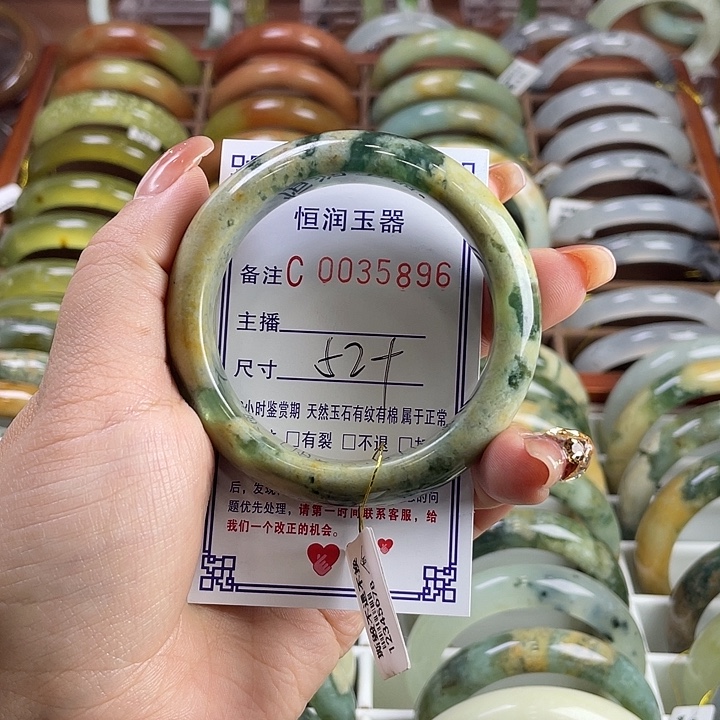 恒润玉器
备注C 0035896
主播
尺寸 52+
小时鉴赏期 天然玉石有纹有棉属于正常
□有裂 □不退
后，发现
题优先处理，请第一时间联系客服，给
我们一个改正的机会。
12345678